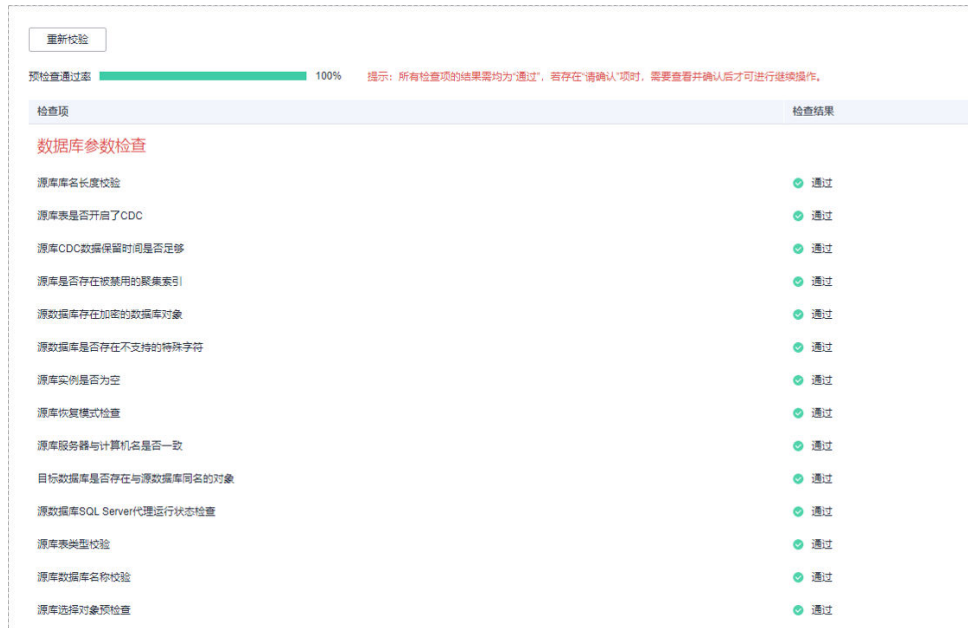 重新校验
预检查通过率 100% 提示：所有检查项的结果需均为“通过”，若存在“请确认”项时，需要查看并确认后才可进行继续操作。
检查项 检查结果
数据库参数检查
源库库名长度校验 通过
源库表是否开启了CDC 通过
源库CDC数据保留时间是否足够 通过
源库是否存在被禁用的聚集索引 通过
源数据库存在加密的数据库对象 通过
源数据库是否存在不支持的特殊字符 通过
源库实例是否为空 通过
源库恢复模式检查 通过
源库服务器与计算机名是否一致 通过
目标数据库是否存在与源数据库同名的对象 通过
源数据库SQL Server代理运行状态检查 通过
源库表类型校验 通过
源库数据库名称校验 通过
源库选择对象预检查 通过